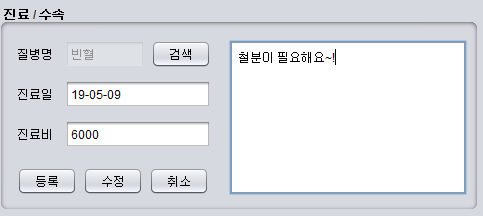 진료 / 수속
질병명 빈혈 검색
진료일 19-05-09
진료비 6000
등록 수정 취소
철분이 필요해요~!